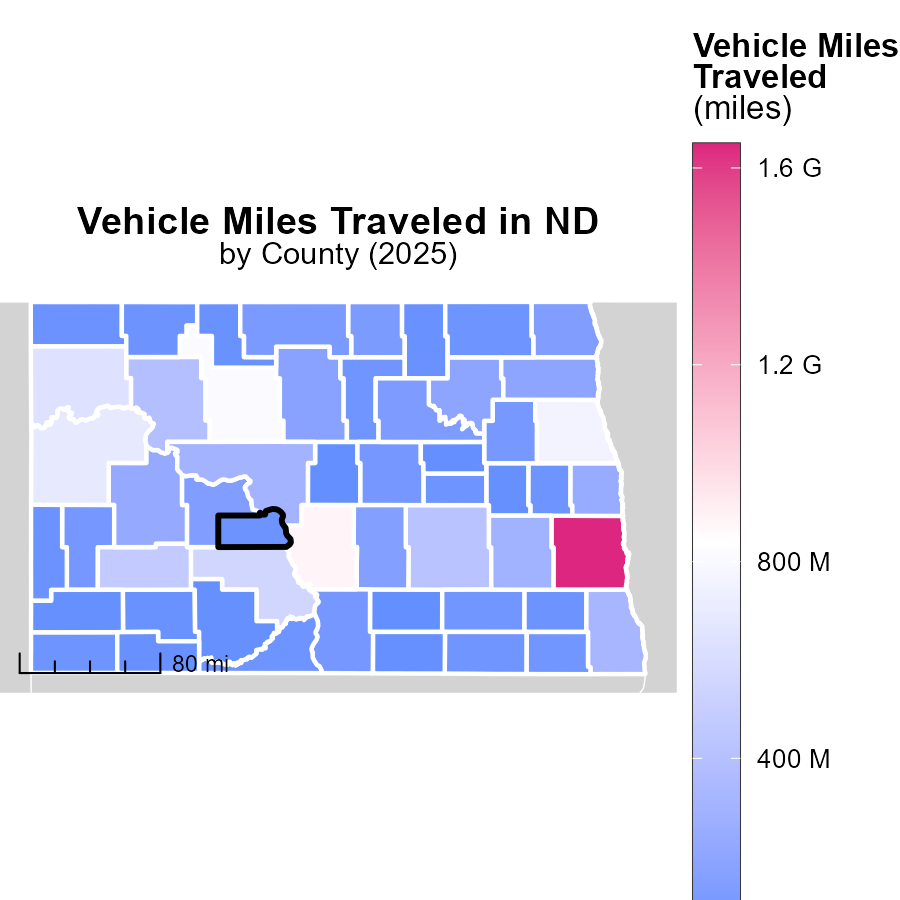 Vehicle Miles
Traveled
(miles)
1.6 G
1.2 G
800 M
400 M
Vehicle Miles Traveled in ND
by County (2025)
80 mi